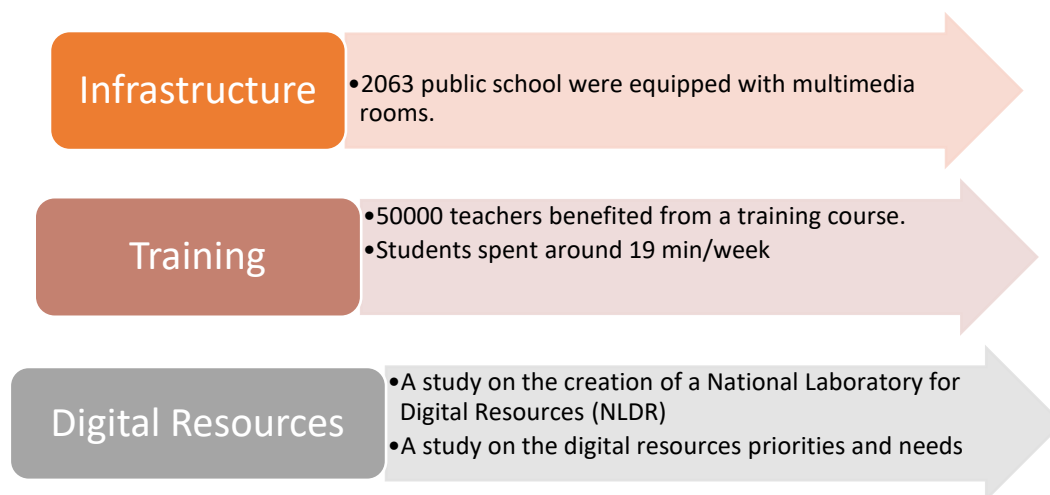 Infrastructure
•2063 public school were equipped with multimedia
rooms.
Training
•50000 teachers benefited from a training course.
•Students spent around 19 min/week
Digital Resources
•A study on the creation of a National Laboratory for
Digital Resources (NLDR)
•A study on the digital resources priorities and needs